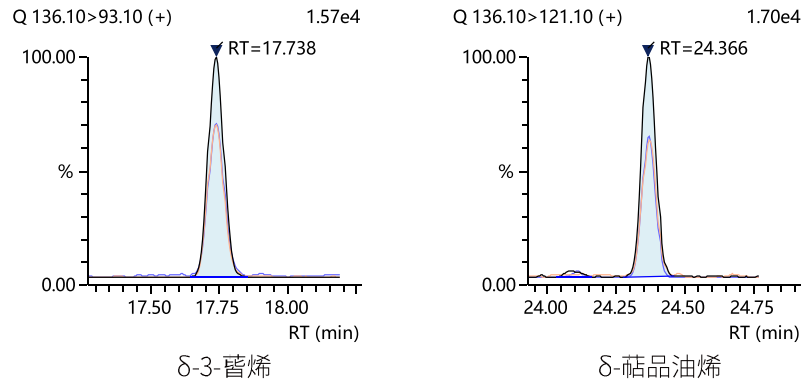 Q 136.10>93.10 (+) 1.57e4
RT=17.738
100.00
%
0.00
17.50 17.75 18.00
RT (min)
δ-3-蒈烯
Q 136.10>121.10 (+) 1.70e4
RT=24.366
100.00
%
0.00
24.00 24.25 24.50 24.75
RT (min)
δ-萜品油烯